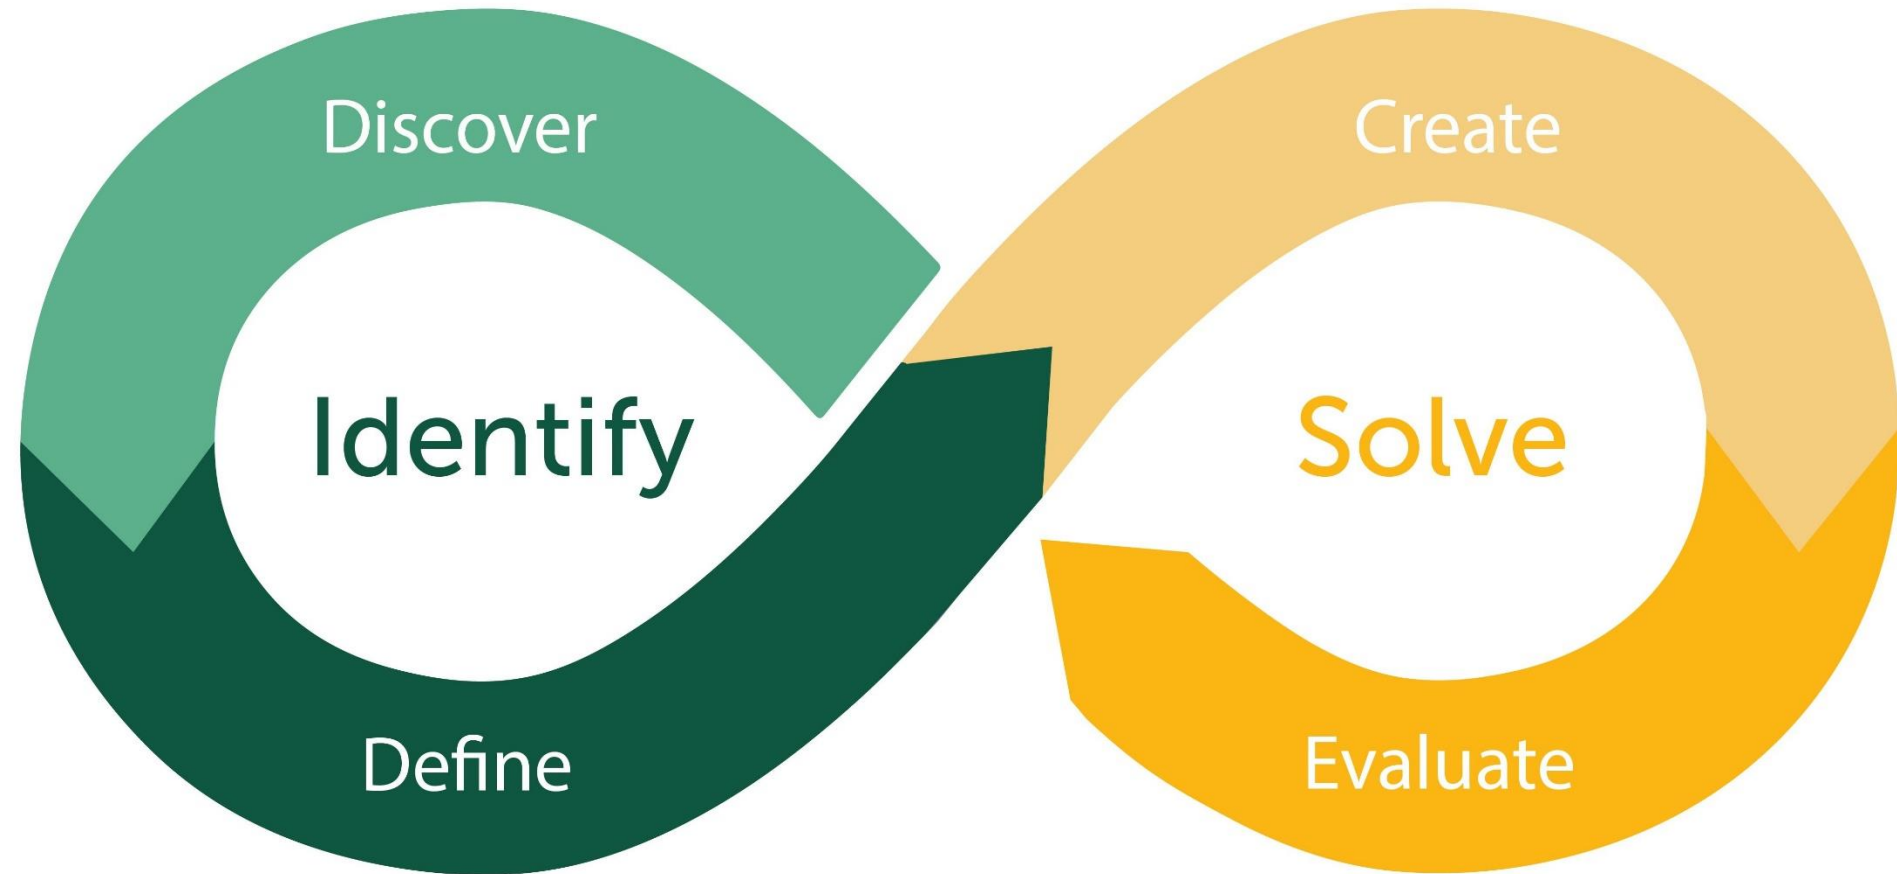 Discover
Create
Identify
Solve
Define
Evaluate